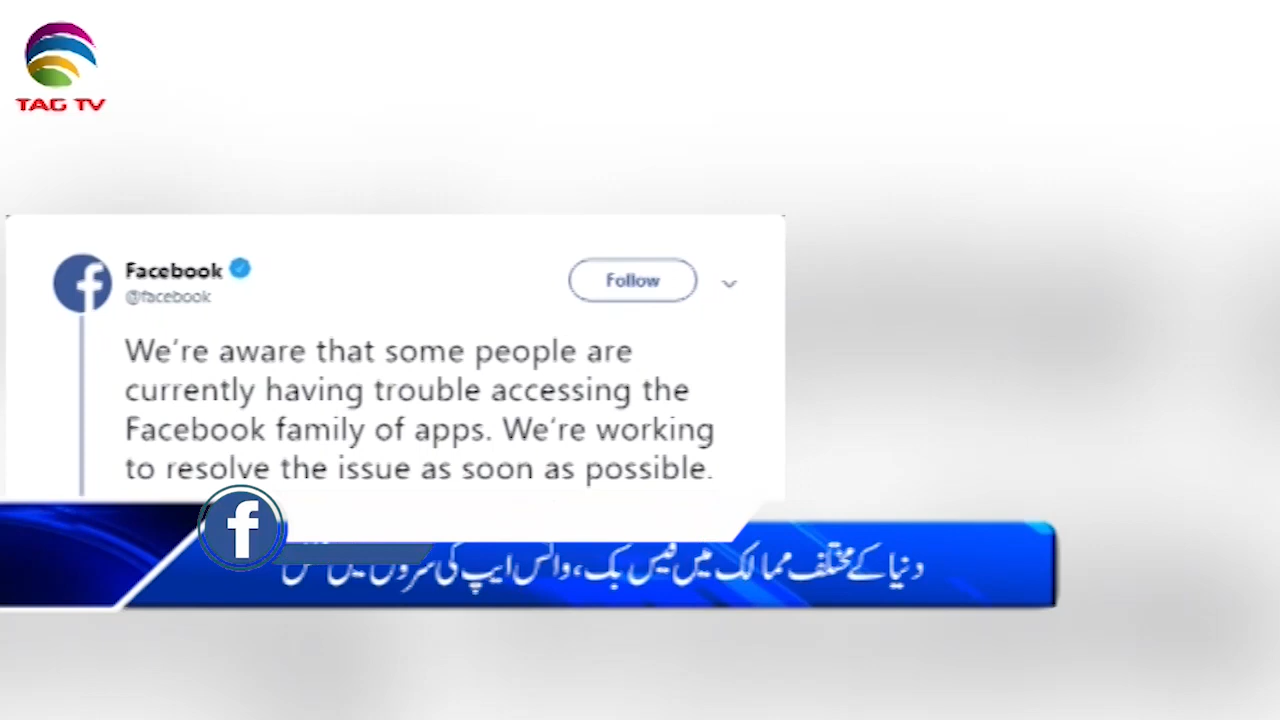 TAG TV
Facebook
@facebook
Follow
We're aware that some people are
currently having trouble accessing the
Facebook family of apps. We're working
to resolve the issue as soon as possible.
دنیا کے مختلف ممالک میں فیس بک، واٹس ایپ کی سروس میں